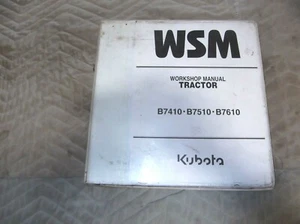 WSM
WORKSHOP MANUAL
TRACTOR
B7410·B7510·B7610
Kubota